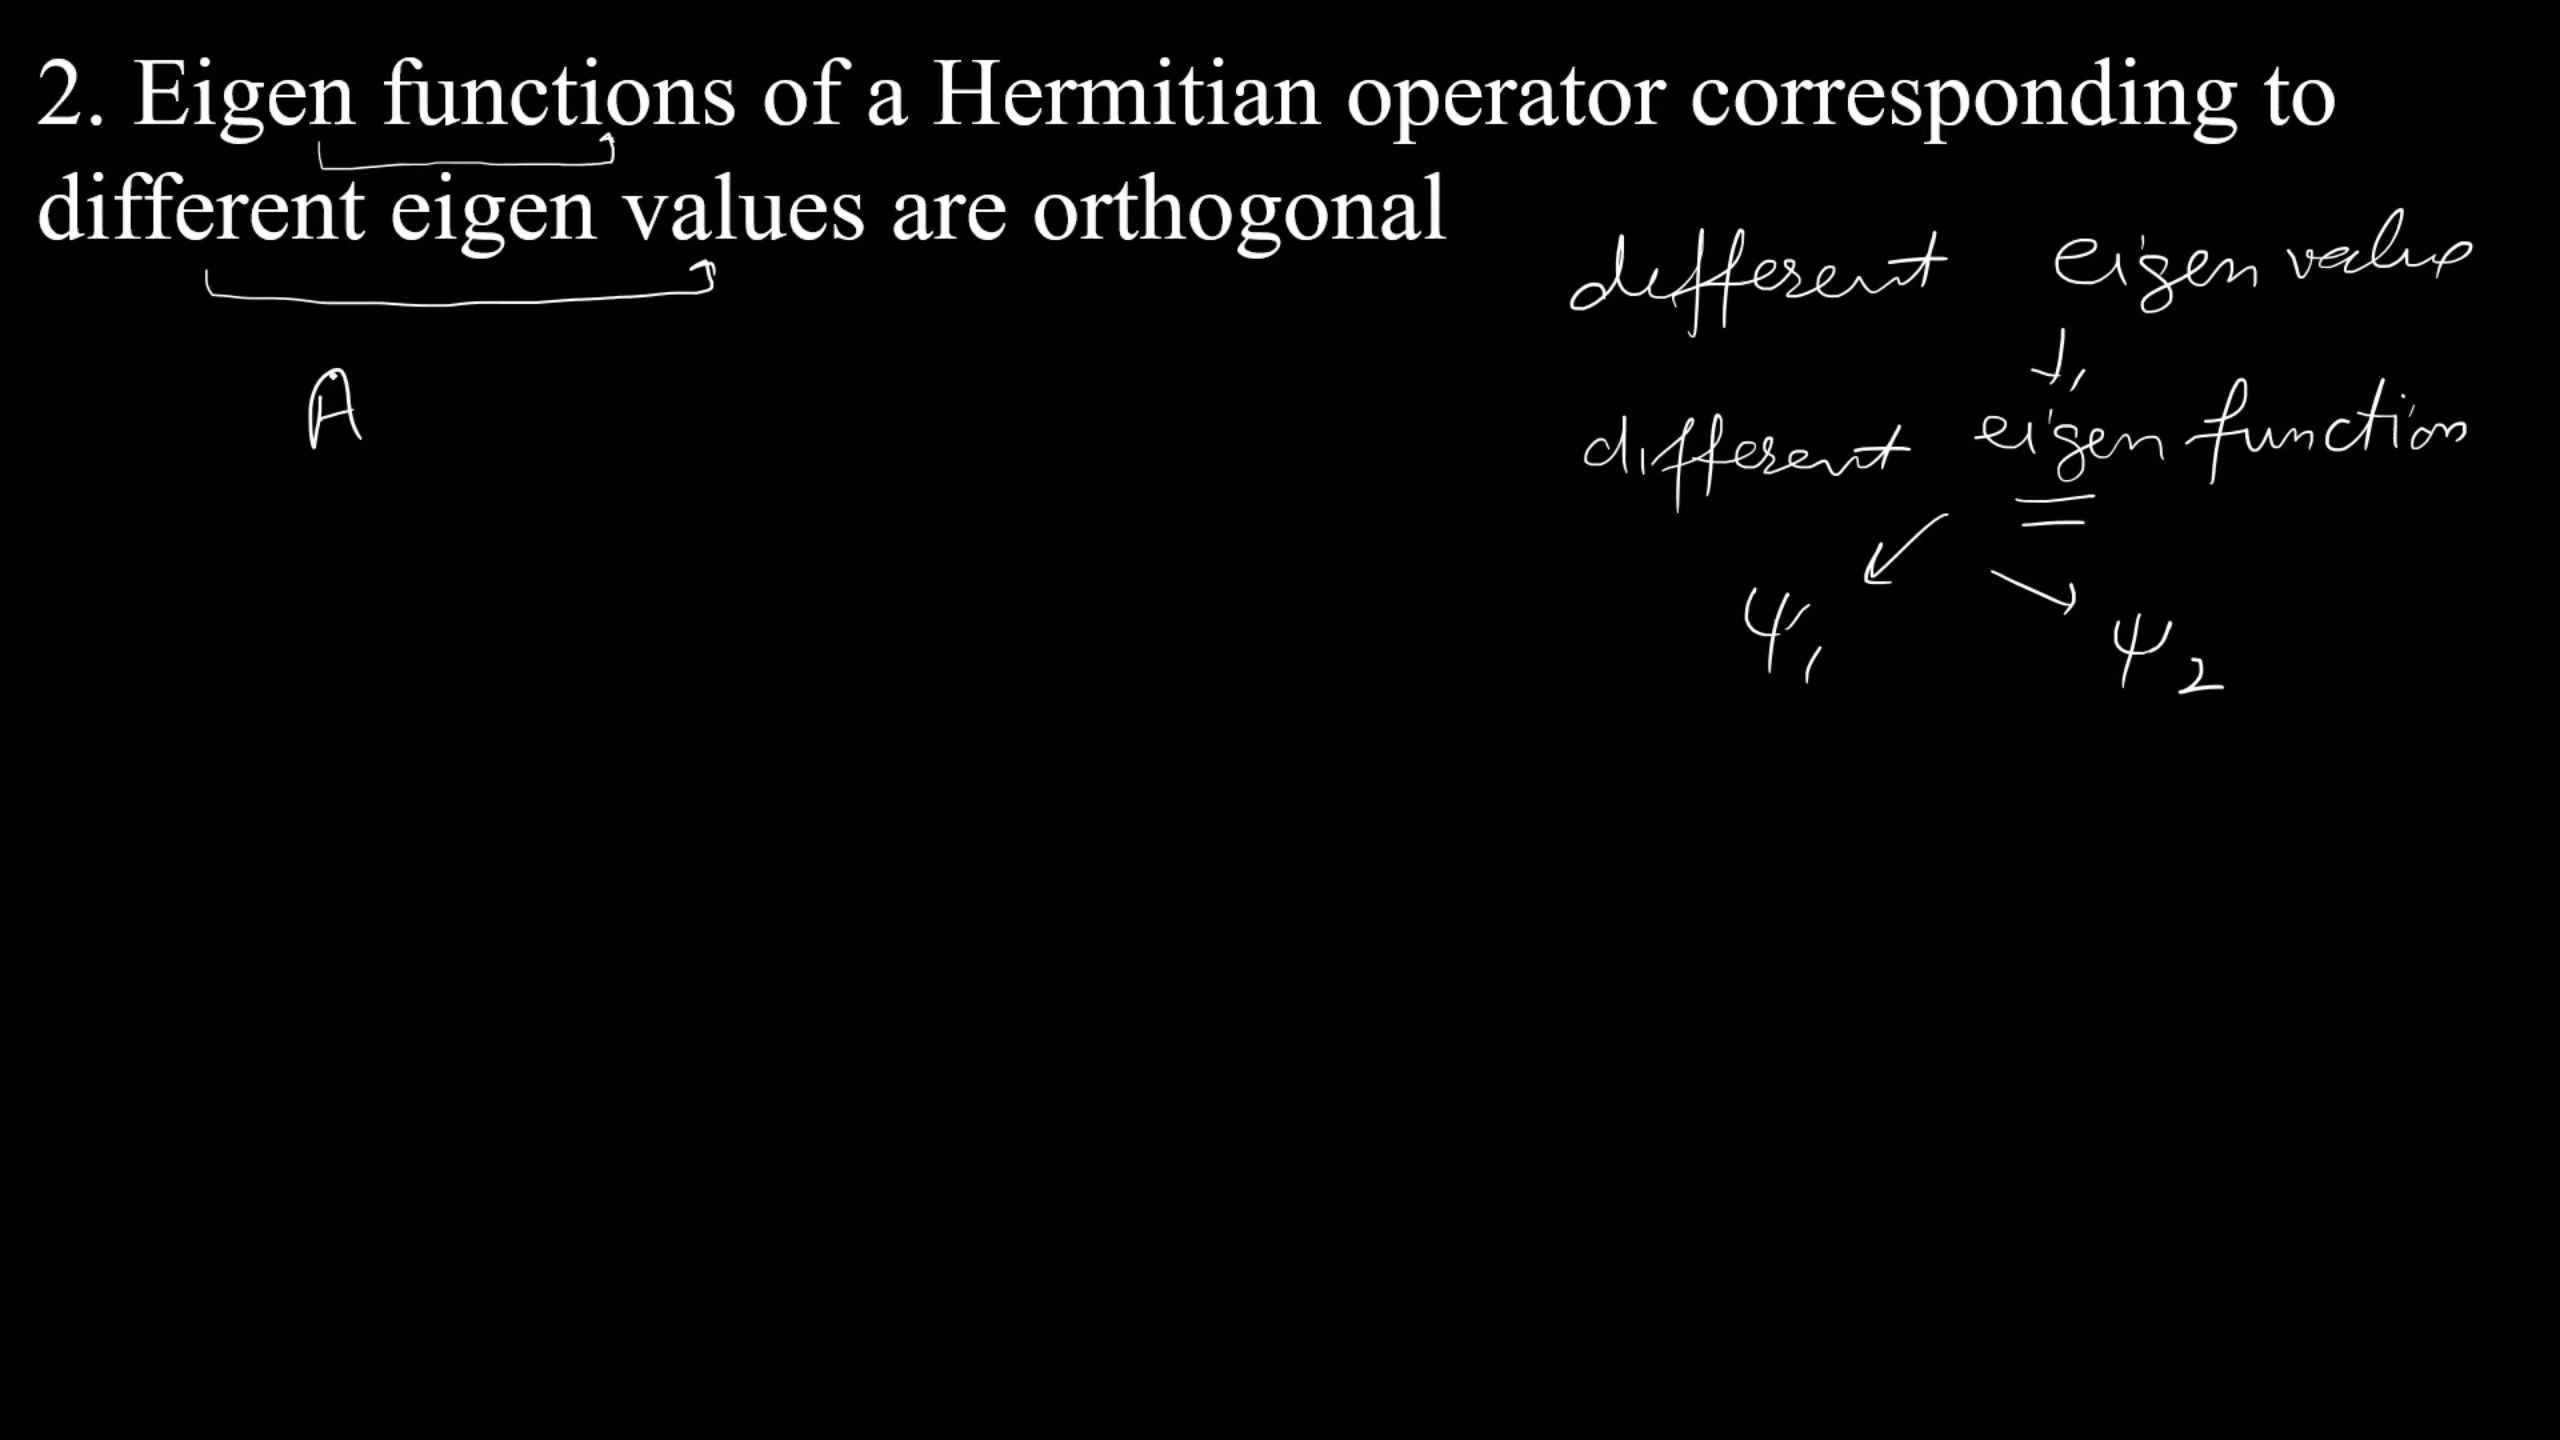 2. Eigen functions of a Hermitian operator corresponding to
different eigen values are orthogonal
different eigen value
A
different eigen function
ψ1 ψ2